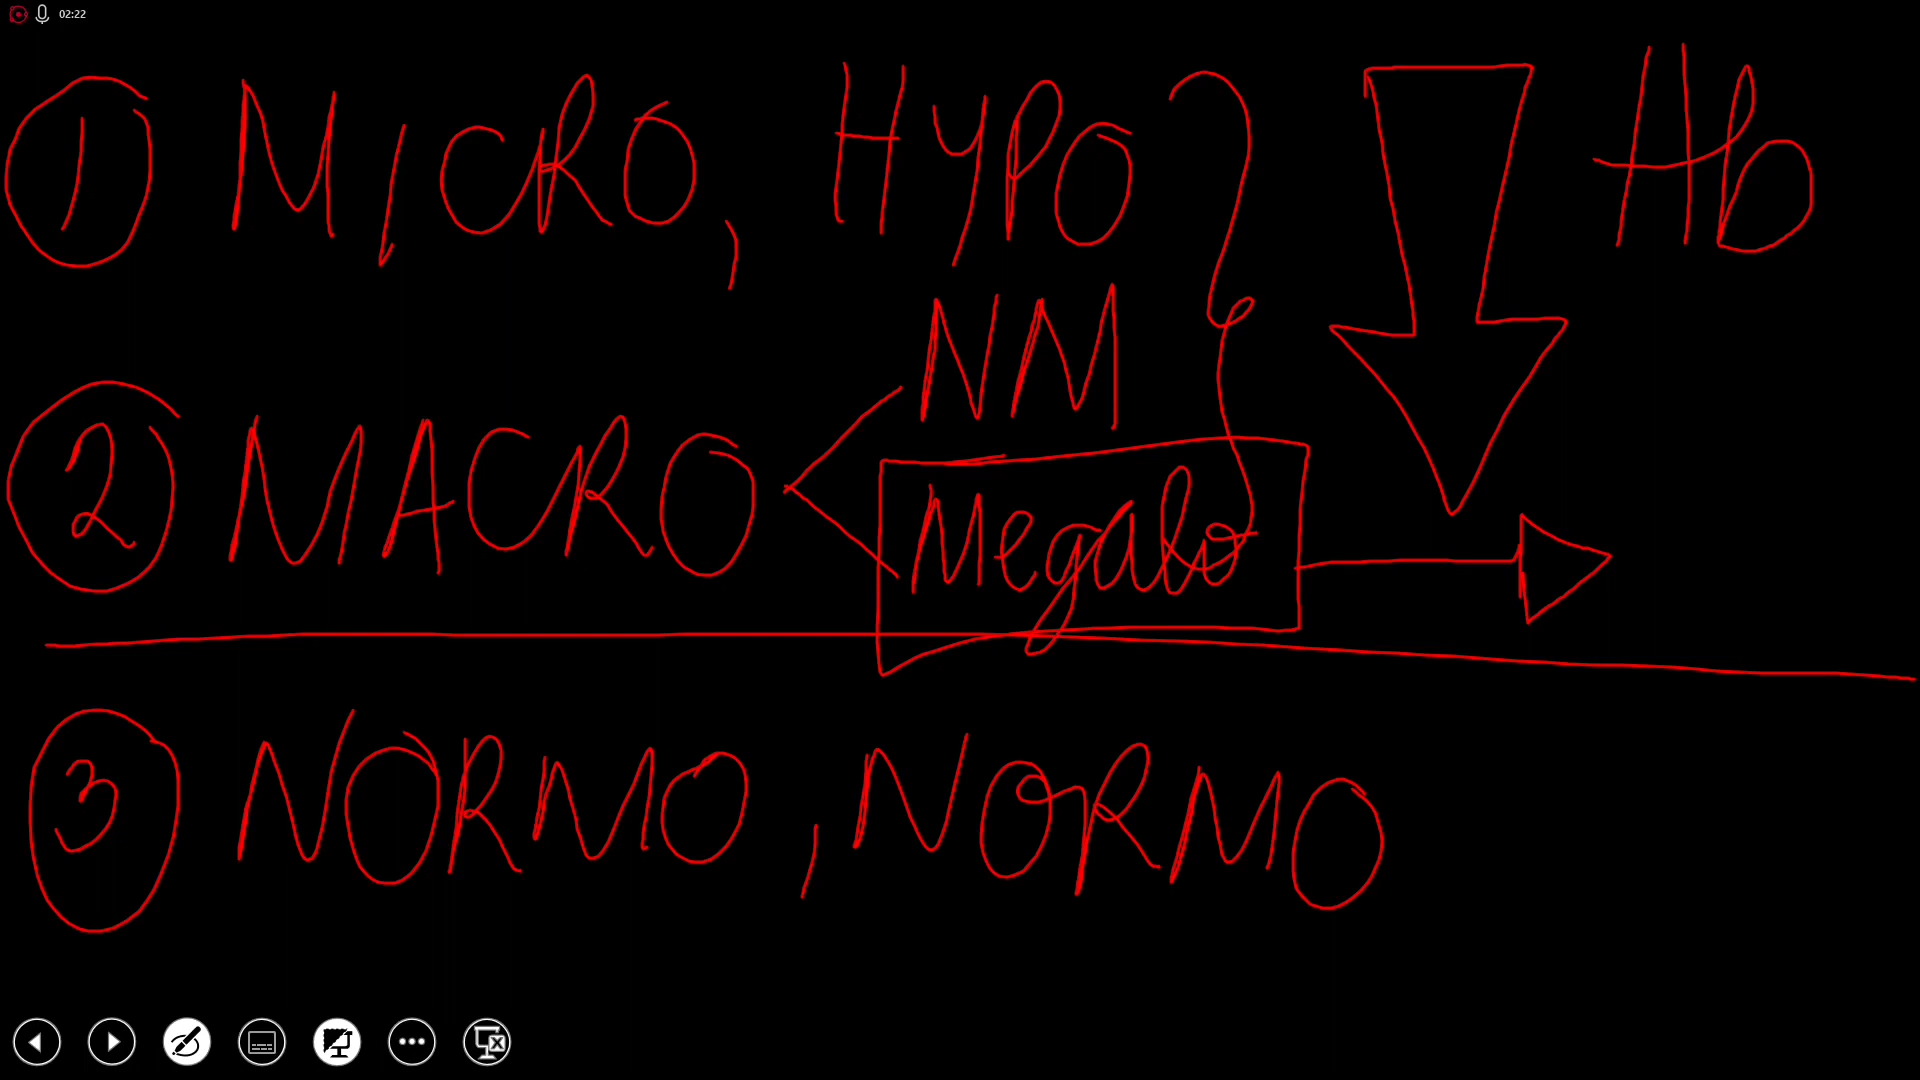 02:22
1 MICRO, HYPO Hb
NM
2 MACRO Megalo
3 NORMO, NORMO